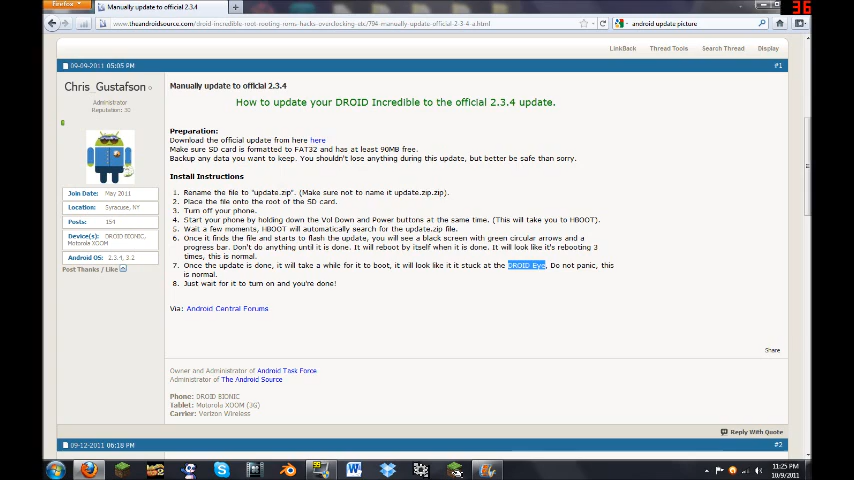 Firefox
Manually update to official 2.3.4
36
www.theandroidsource.com/droid-incredible-root-rooting-roms-hacks-overclocking-etc/794-manually-update-official-2-3-4-a.html
android update picture
LinkBack Thread Tools Search Thread Display
09-09-2011 05:05 PM
#1
Chris_Gustafson
Administrator
Reputation: 30
Join Date: May 2011
Location: Syracuse, NY
Posts: 154
Device(s): DROID BIONIC,
Motorola XOOM
Android OS: 2.3.4, 3.2
Post Thanks / Like
Manually update to official 2.3.4
How to update your DROID Incredible to the official 2.3.4 update.
Preparation:
Download the official update from here here
Make sure SD card is formatted to FAT32 and has at least 90MB free.
Backup any data you want to keep. You shouldn't lose anything during this update, but better be safe than sorry.
Install Instructions
1. Rename the file to "update.zip". (Make sure not to name it update.zip.zip).
2. Place the file onto the root of the SD card.
3. Turn off your phone.
4. Start your phone by holding down the Vol Down and Power buttons at the same time. (This will take you to HBOOT).
5. Wait a few moments, HBOOT will automatically search for the update.zip file.
6. Once it finds the file and starts to flash the update, you will see a black screen with green circular arrows and a
progress bar. Don't do anything until it is done. It will reboot by itself when it is done. It will look like it's rebooting 3
times, this is normal.
7. Once the update is done, it will take a while for it to boot, it will look like it it stuck at the DROID Eye, Do not panic, this
is normal.
8. Just wait for it to turn on and you're done!
Via: Android Central Forums
Share
Owner and Administrator of Android Task Force
Administrator of The Android Source
Phone: DROID BIONIC
Tablet: Motorola XOOM (3G)
Carrier: Verizon Wireless
Reply With Quote
09-12-2011 06:18 PM
#2
11:25 PM
10/9/2011